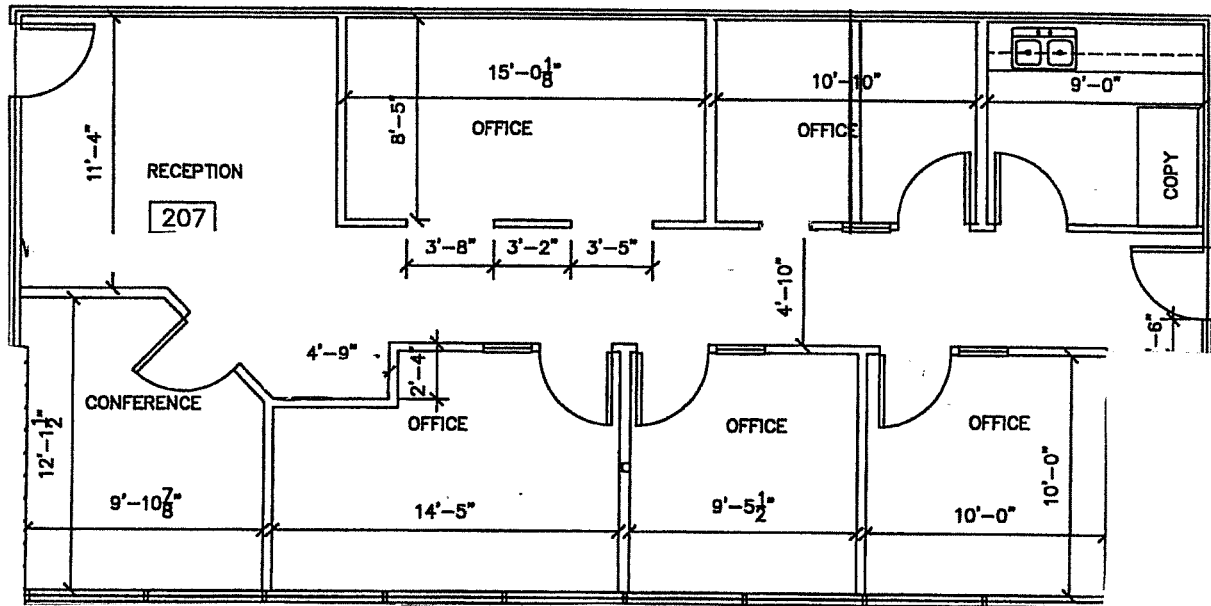 15'-0 1/8"
10'-10"
9'-0"
8'-5"
OFFICE
OFFICE
11'-4"
RECEPTION
COPY
207
3'-8"
3'-2"
3'-5"
4'-10"
'-6"
4'-9"
2'-4"
CONFERENCE
OFFICE
OFFICE
OFFICE
12'-1 1/2"
10'-0"
9'-10 7/8"
14'-5"
9'-5 1/2"
10'-0"